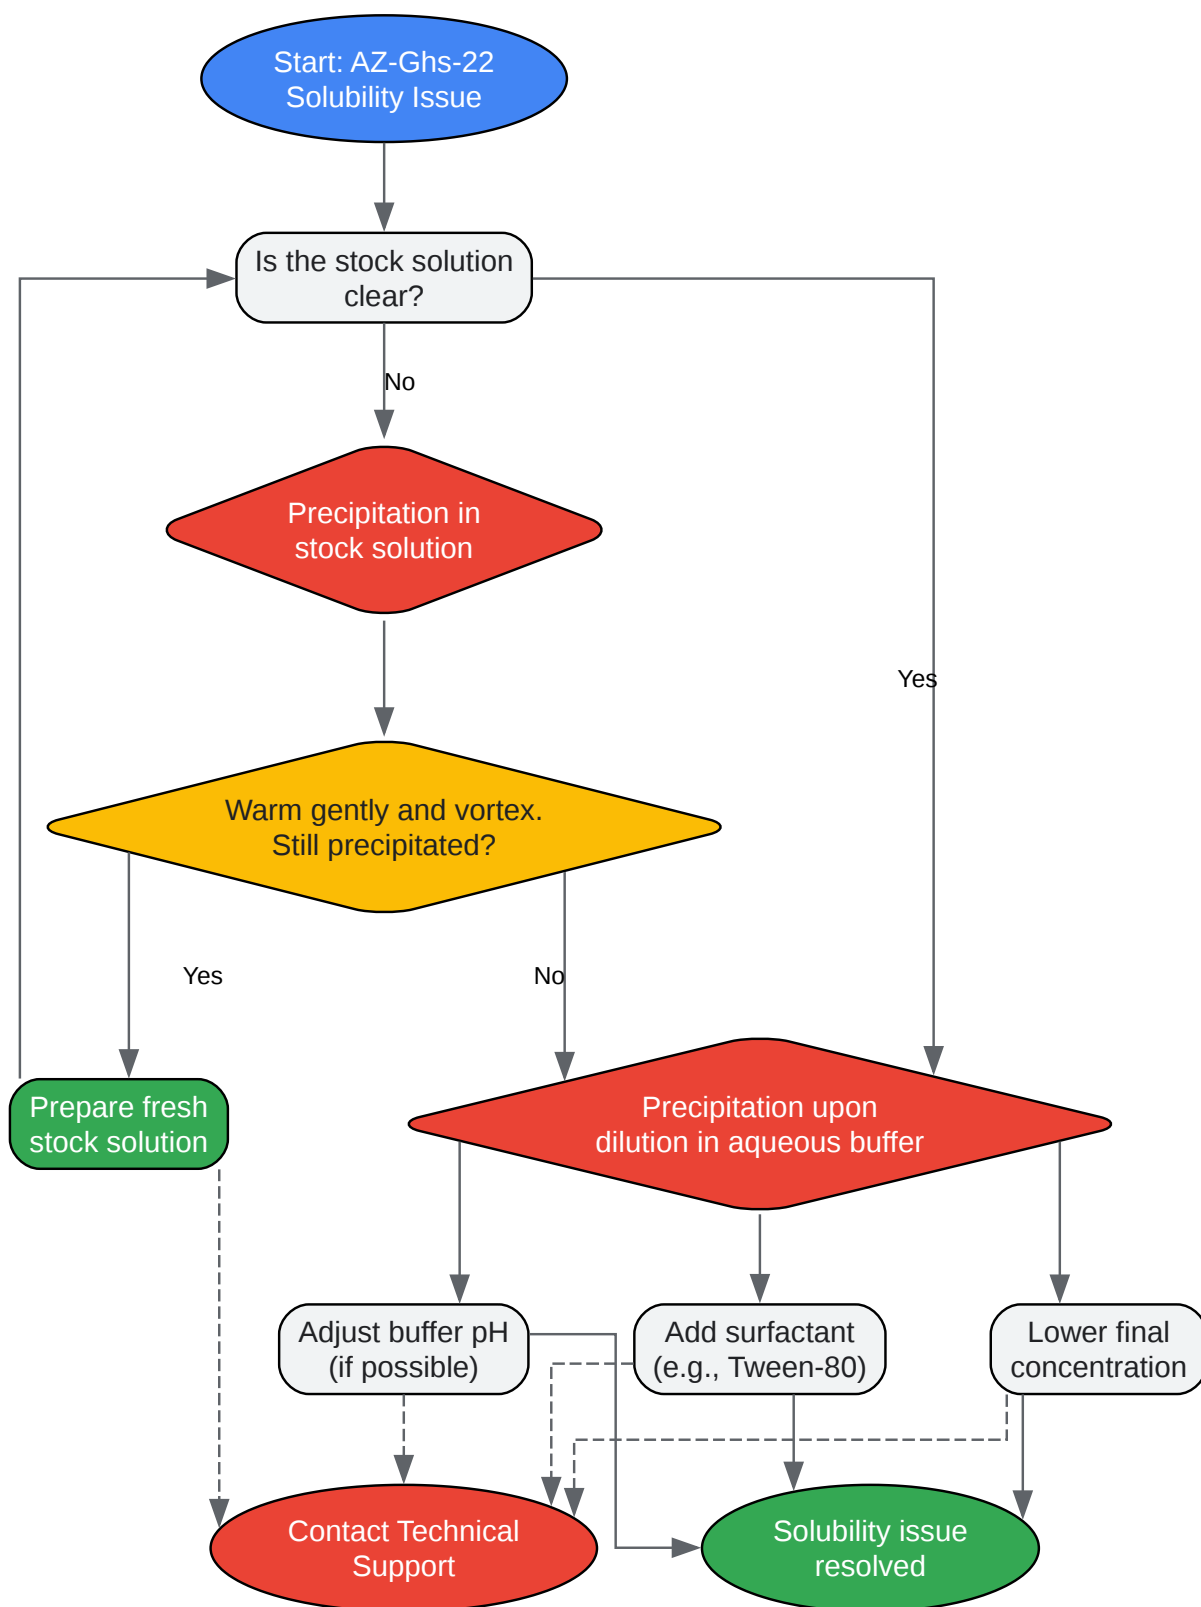 Start: AZ-Ghs-22
Solubility Issue
Is the stock solution
clear?
No
Precipitation in
stock solution
Yes
Warm gently and vortex.
Still precipitated?
Yes
No
Prepare fresh
stock solution
Precipitation upon
dilution in aqueous buffer
Adjust buffer pH
(if possible)
Add surfactant
(e.g., Tween-80)
Lower final
concentration
Contact Technical
Support
Solubility issue
resolved